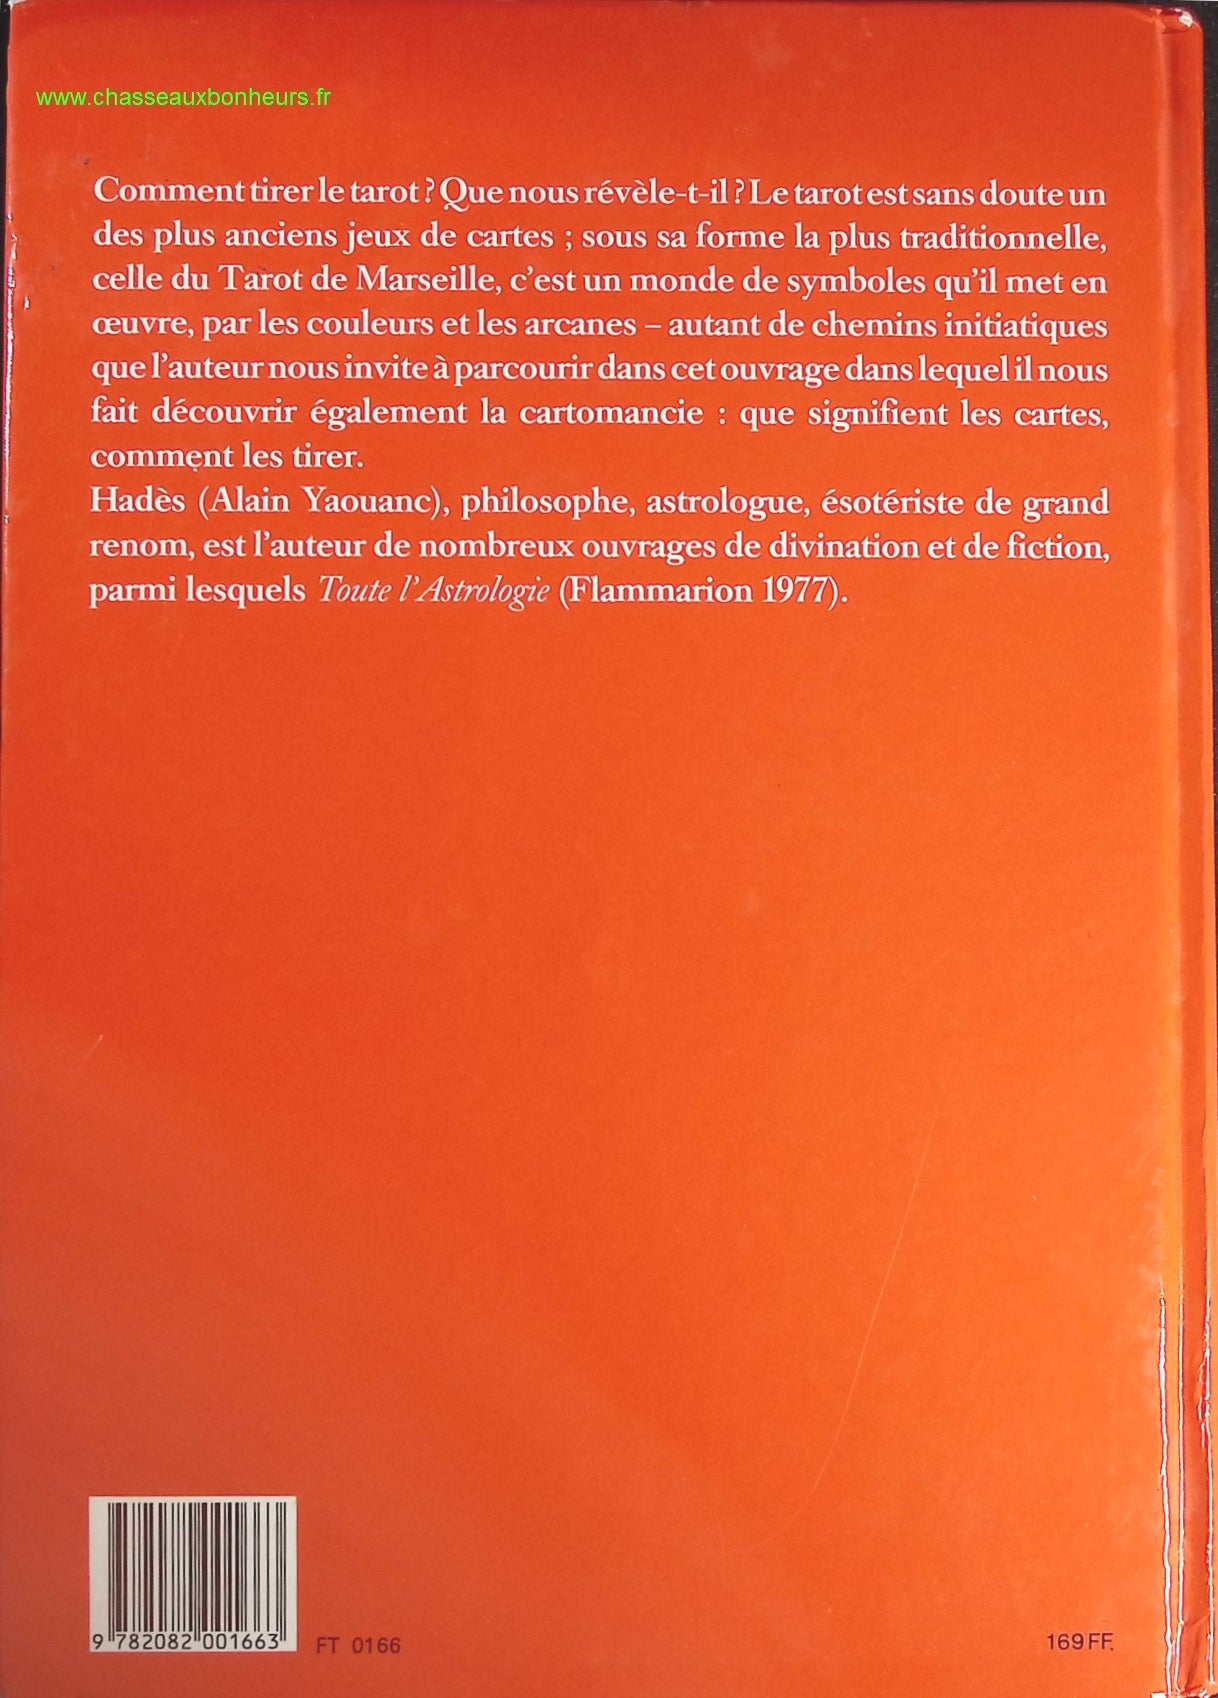 www.chasseauxbonheurs.fr
Comment tirer le tarot ? Que nous révèle-t-il ? Le tarot est sans doute un
des plus anciens jeux de cartes ; sous sa forme la plus traditionnelle,
celle du Tarot de Marseille, c’est un monde de symboles qu’il met en
œuvre, par les couleurs et les arcanes – autant de chemins initiatiques
que l’auteur nous invite à parcourir dans cet ouvrage dans lequel il nous
fait découvrir également la cartomancie : que signifient les cartes,
comment les tirer.
Hadès (Alain Yaouanc), philosophe, astrologue, ésotériste de grand
renom, est l’auteur de nombreux ouvrages de divination et de fiction,
parmi lesquels Toute l’Astrologie (Flammarion 1977).
9 782082 001663
FT 0166
169 FF.